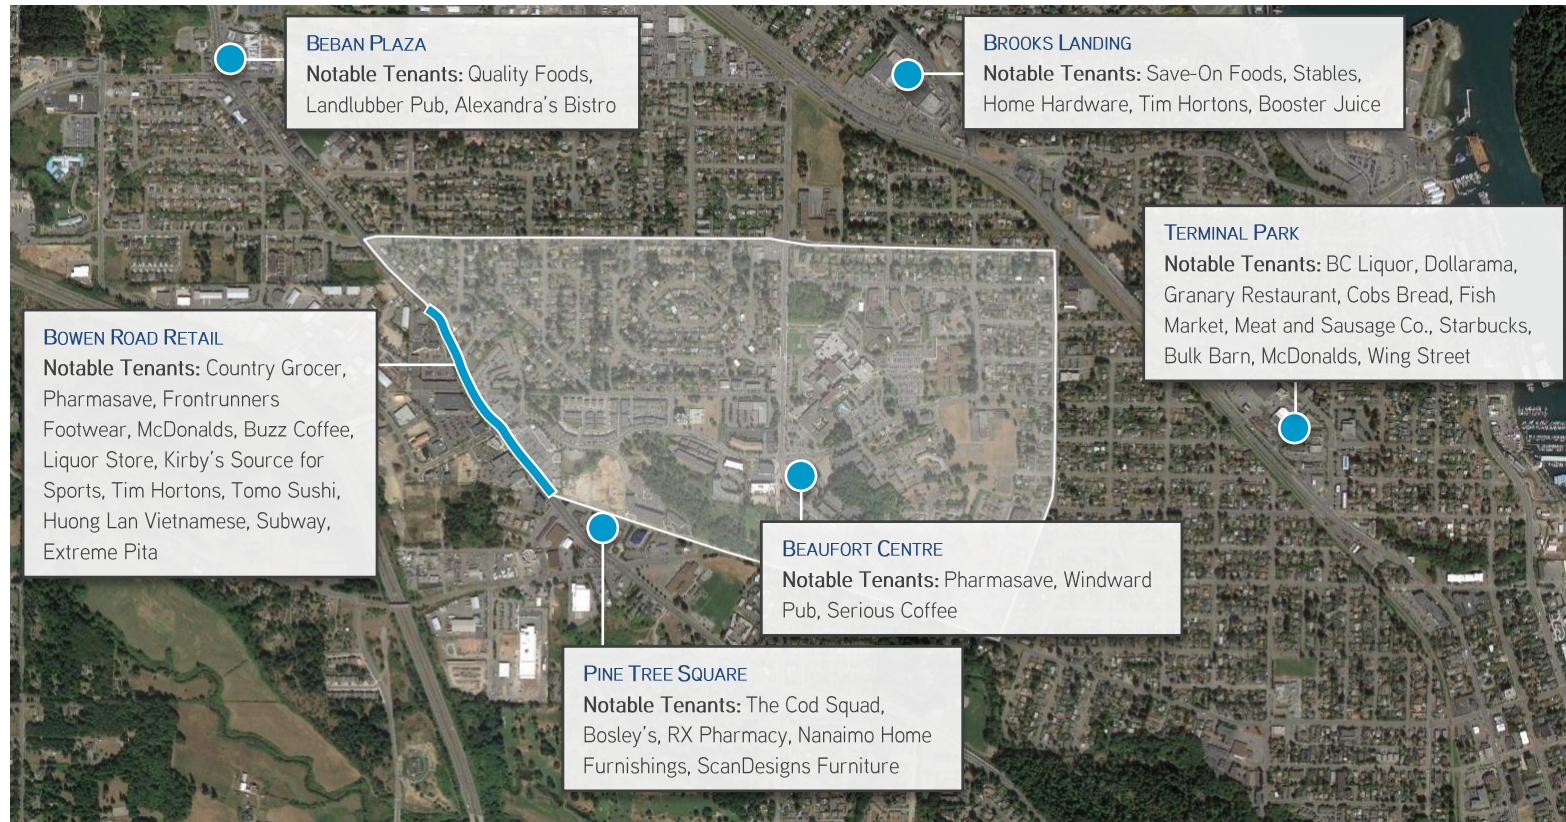 BEBAN PLAZA
Notable Tenants: Quality Foods,
Landlubber Pub, Alexandra's Bistro
BROOKS LANDING
Notable Tenants: Save-On Foods, Stables,
Home Hardware, Tim Hortons, Booster Juice
TERMINAL PARK
Notable Tenants: BC Liquor, Dollarama,
Granary Restaurant, Cobs Bread, Fish
Market, Meat and Sausage Co., Starbucks,
Bulk Barn, McDonalds, Wing Street
BOWEN ROAD RETAIL
Notable Tenants: Country Grocer,
Pharmasave, Frontrunners
Footwear, McDonalds, Buzz Coffee,
Liquor Store, Kirby's Source for
Sports, Tim Hortons, Tomo Sushi,
Huong Lan Vietnamese, Subway,
Extreme Pita
BEAUFORT CENTRE
Notable Tenants: Pharmasave, Windward
Pub, Serious Coffee
PINE TREE SQUARE
Notable Tenants: The Cod Squad,
Bosley's, RX Pharmacy, Nanaimo Home
Furnishings, ScanDesigns Furniture